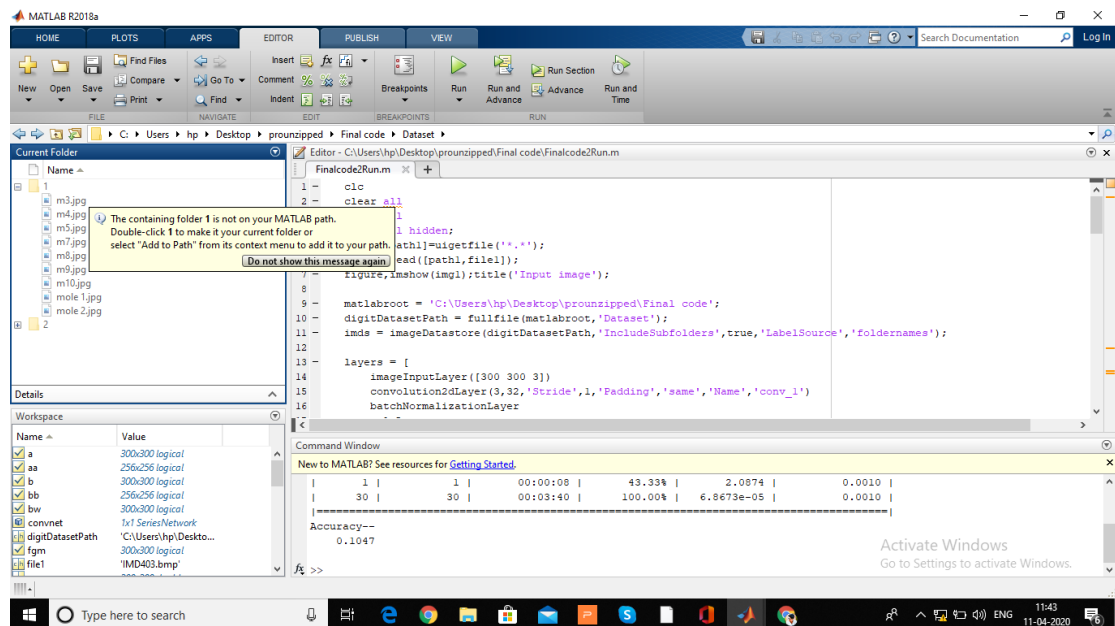 MATLAB R2018a
HOME PLOTS APPS EDITOR PUBLISH VIEW Search Documentation Log In
New Open Save Find Files Compare Print Go To Find Insert Comment Indent Breakpoints Run Run and Advance Run Section Advance Run and Time
FILE NAVIGATE EDIT BREAKPOINTS RUN
C: Users hp Desktop prounzipped Final code Dataset
Current Folder
Name
1
m3.jpg
m4.jpg
m5.jpg
m7.jpg
m8.jpg
m9.jpg
m10.jpg
mole 1.jpg
mole 2.jpg
2
The containing folder 1 is not on your MATLAB path.
Double-click 1 to make it your current folder or
select "Add to Path" from its context menu to add it to your path.
Do not show this message again
Details
Workspace
Name Value
a 300x300 logical
aa 256x256 logical
b 300x300 logical
bb 256x256 logical
bw 300x300 logical
convnet 1x1 SeriesNetwork
digitDatasetPath 'C:\Users\hp\Deskto...
fgm 300x300 logical
file1 'IMD403.bmp'
Editor - C:\Users\hp\Desktop\prounzipped\Final code\Finalcode2Run.m
Finalcode2Run.m
1 - clc
2 - clear all
l hidden;
ath1]=uigetfile('*.*');
ead([path1,file1]);
7 - figure,imshow(img1);title('Input image');
8
9 - matlabroot = 'C:\Users\hp\Desktop\prounzipped\Final code';
10 - digitDatasetPath = fullfile(matlabroot,'Dataset');
11 - imds = imageDatastore(digitDatasetPath,'IncludeSubfolders',true,'LabelSource','foldernames');
12
13 - layers = [
14 imageInputLayer([300 300 3])
15 convolution2dLayer(3,32,'Stride',1,'Padding','same','Name','conv_1')
16 batchNormalizationLayer
Command Window
New to MATLAB? See resources for Getting Started.
| 1 | 1 | 00:00:08 | 43.33% | 2.0874 | 0.0010 |
| 30 | 30 | 00:03:40 | 100.00% | 6.8673e-05 | 0.0010 |
|======================================================================================|
Accuracy--
0.1047
fx >>
Activate Windows
Go to Settings to activate Windows.
Type here to search
ENG 11:43
11-04-2020